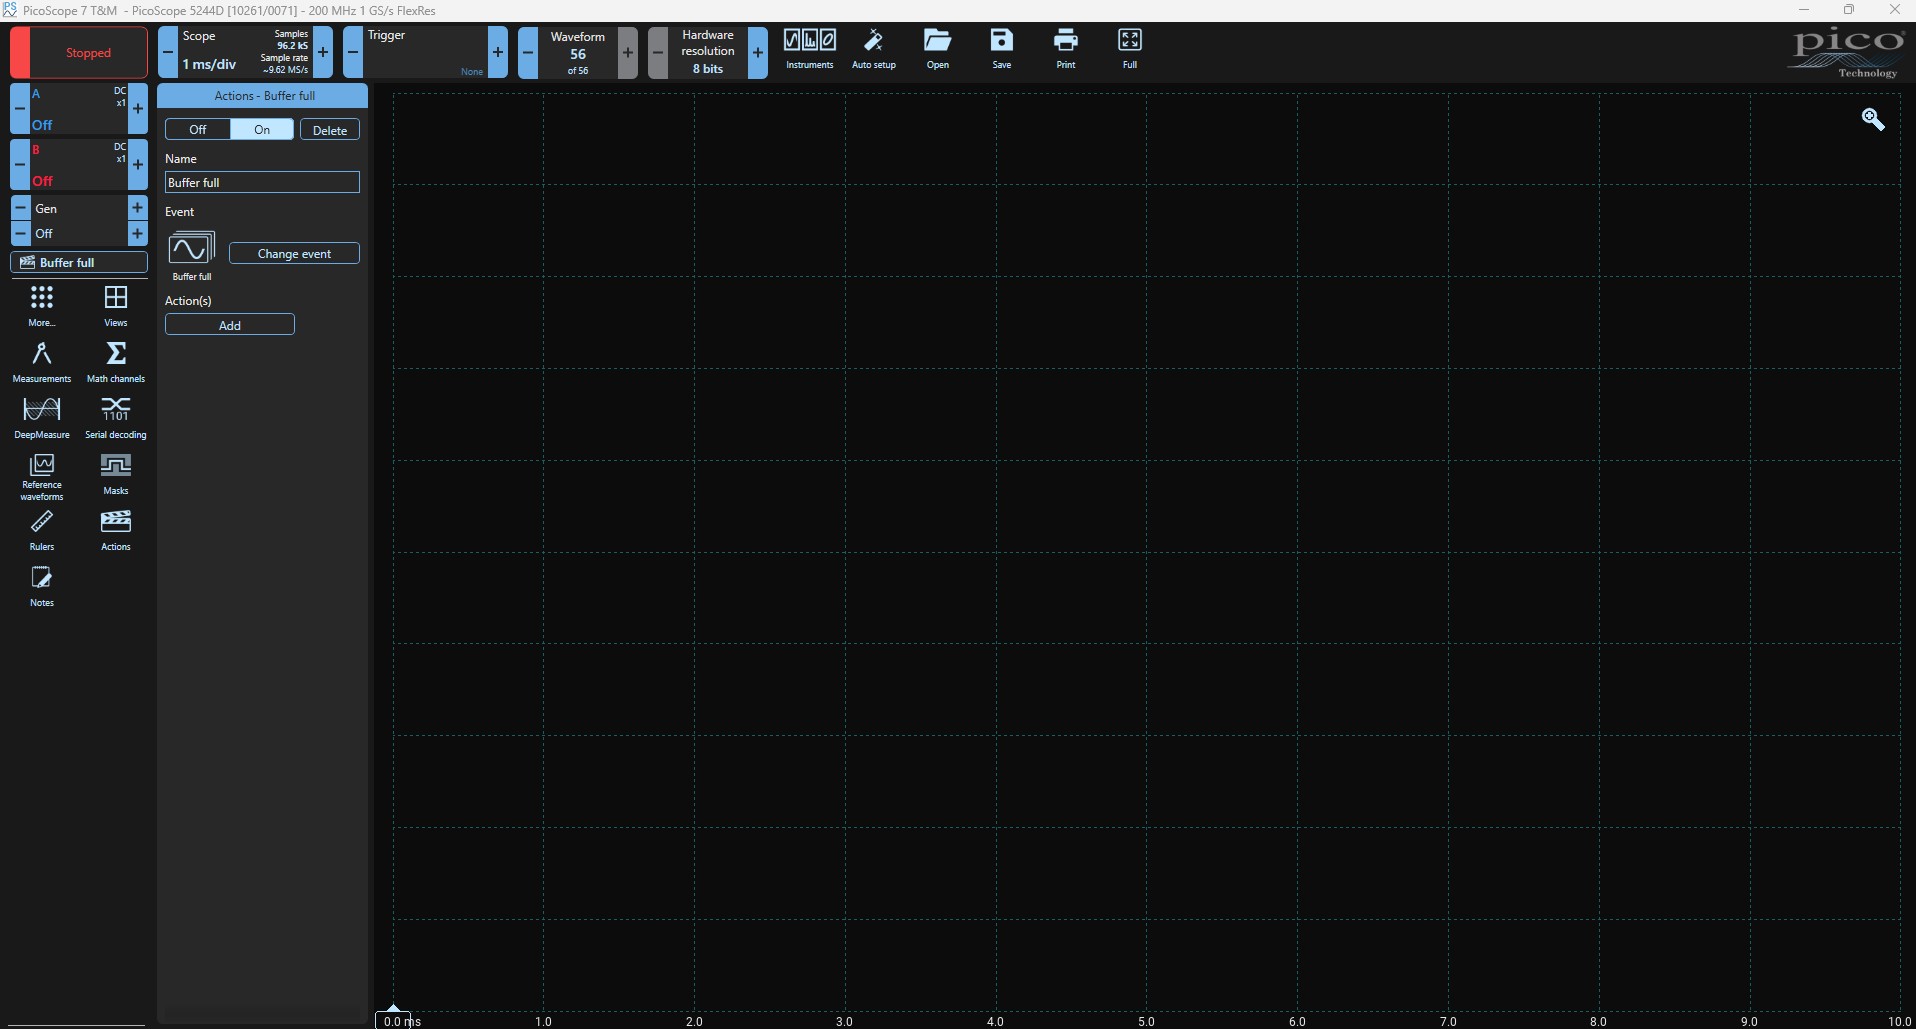 PicoScope 7 T&M - PicoScope 5244D [10261/0071] - 200 MHz 1 GS/s FlexRes
Stopped
Scope
1 ms/div
Samples
96.2 kS
Sample rate
~9.62 MS/s
Trigger
None
Waveform
56
of 56
Hardware
resolution
8 bits
Instruments
Auto setup
Open
Save
Print
Full
pico
Technology
A
DC
x1
Off
B
DC
x1
Off
Gen
Off
Buffer full
More...
Views
Measurements
Math channels
DeepMeasure
1101
Serial decoding
Reference
waveforms
Masks
Rulers
Actions
Notes
Actions - Buffer full
Off
On
Delete
Name
Buffer full
Event
Buffer full
Change event
Action(s)
Add
0.0 ms
1.0
2.0
3.0
4.0
5.0
6.0
7.0
8.0
9.0
10.0